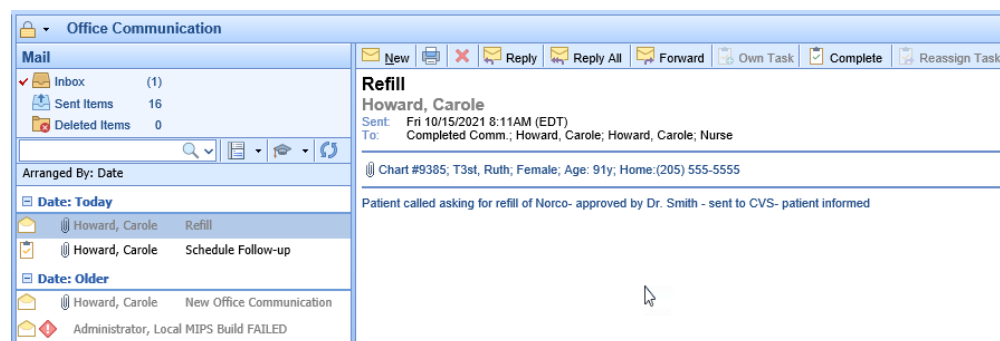 Office Communication
Mail
Inbox (1)
Sent Items 16
Deleted Items 0
Arranged By: Date
Date: Today
Howard, Carole Refill
Howard, Carole Schedule Follow-up
Date: Older
Howard, Carole New Office Communication
Administrator, Local MIPS Build FAILED
New Reply Reply All Forward Own Task Complete Reassign Task
Refill
Howard, Carole
Sent: Fri 10/15/2021 8:11AM (EDT)
To: Completed Comm.; Howard, Carole; Howard, Carole; Nurse
Chart #9385; T3st, Ruth; Female; Age: 91y; Home:(205) 555-5555
Patient called asking for refill of Norco- approved by Dr. Smith - sent to CVS- patient informed